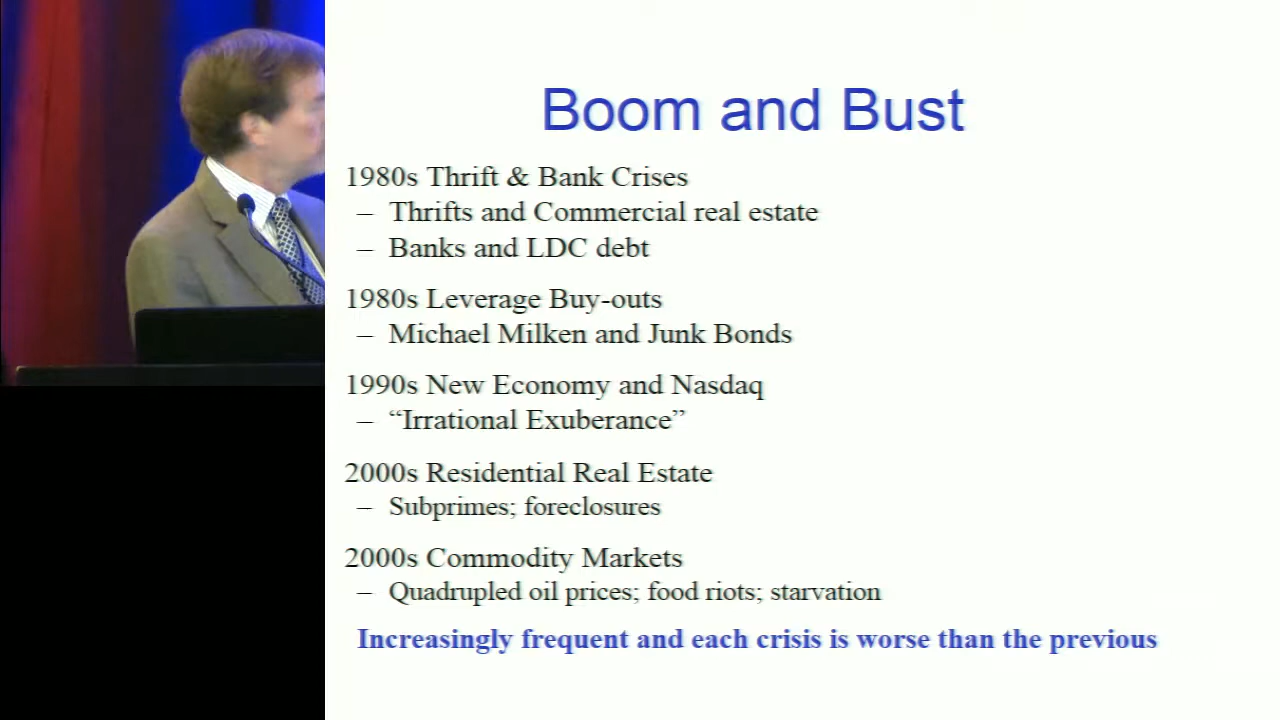 Boom and Bust
1980s Thrift & Bank Crises
– Thrifts and Commercial real estate
– Banks and LDC debt
1980s Leverage Buy-outs
– Michael Milken and Junk Bonds
1990s New Economy and Nasdaq
– “Irrational Exuberance”
2000s Residential Real Estate
– Subprimes; foreclosures
2000s Commodity Markets
– Quadrupled oil prices; food riots; starvation
Increasingly frequent and each crisis is worse than the previous